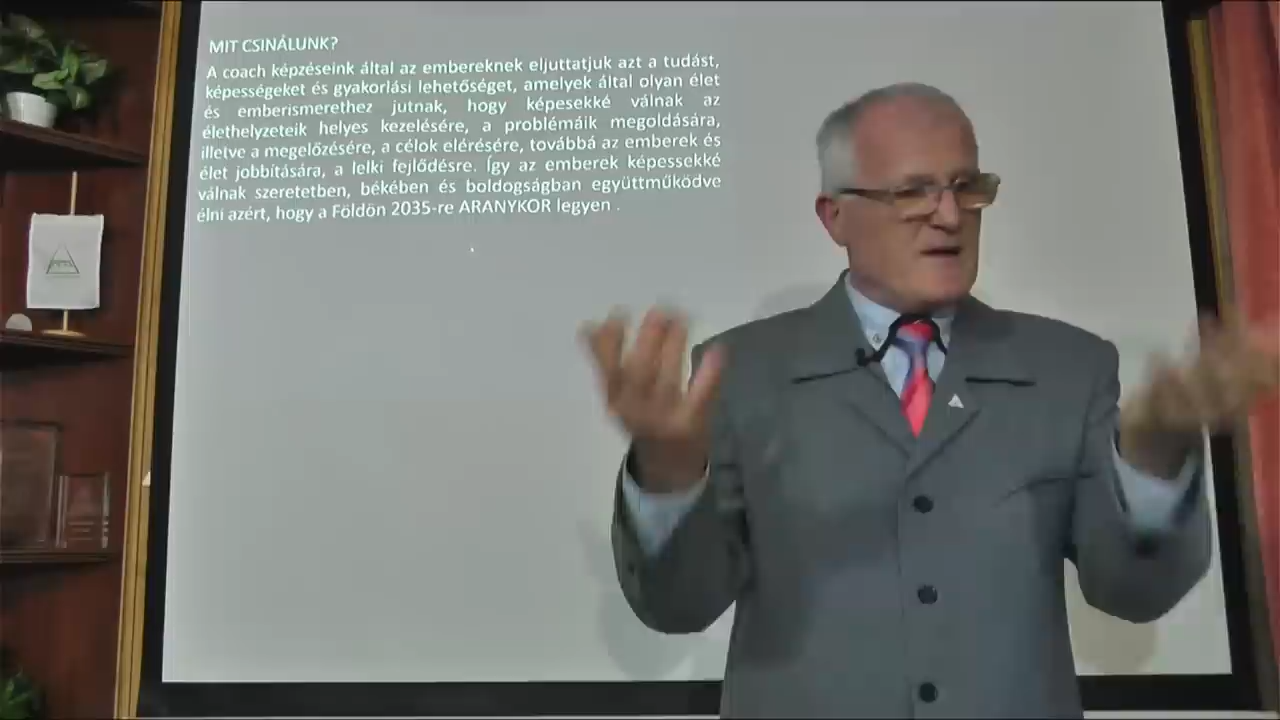 MIT CSINÁLUNK?
A coach képzéseink által az embereknek eljuttatjuk azt a tudást,
képességeket és gyakorlási lehetőséget, amelyek által olyan élet
és emberismerethez jutnak, hogy képesekké válnak az
élethelyzeteik helyes kezelésére, a problémáik megoldására,
illetve a megelőzésére, a célok elérésére, továbbá az emberek és
élet jobbítására, a lelki fejlődésre. Így az emberek képessekké
válnak szeretetben, békében és boldogságban együttműködve
élni azért, hogy a Földön 2035-re ARANYKOR legyen .